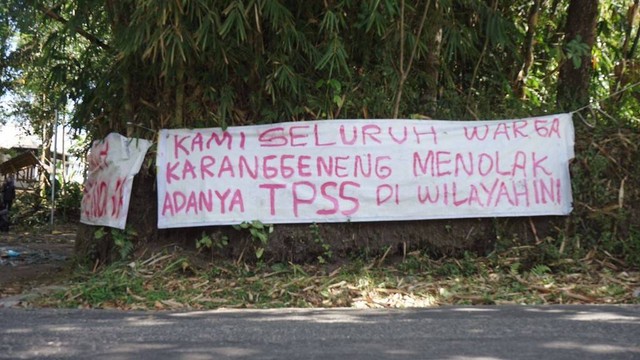 KAMI SELURUH WARGA
KARANGGENENG MENOLAK
ADANYA TPSS DI WILAYAH INI